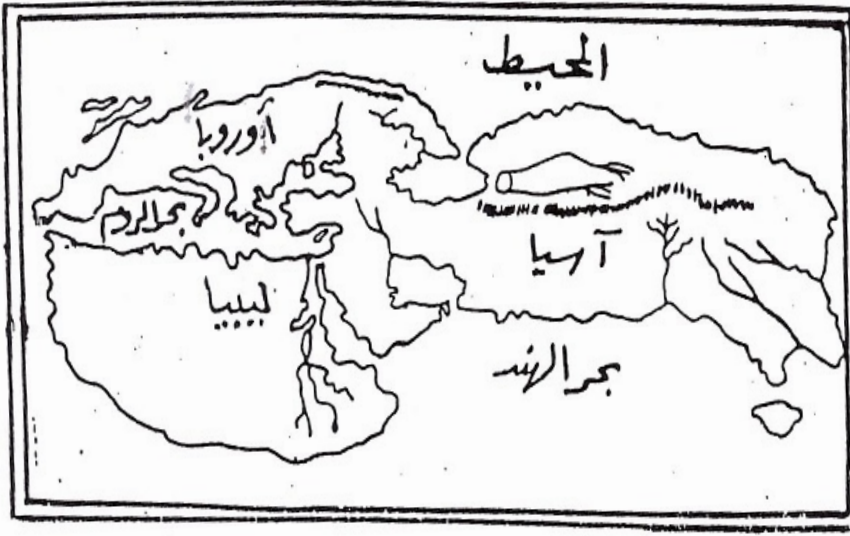 المحيط
أوروبا
بحر الروم
آسيا
ليبيا
بحر الهند